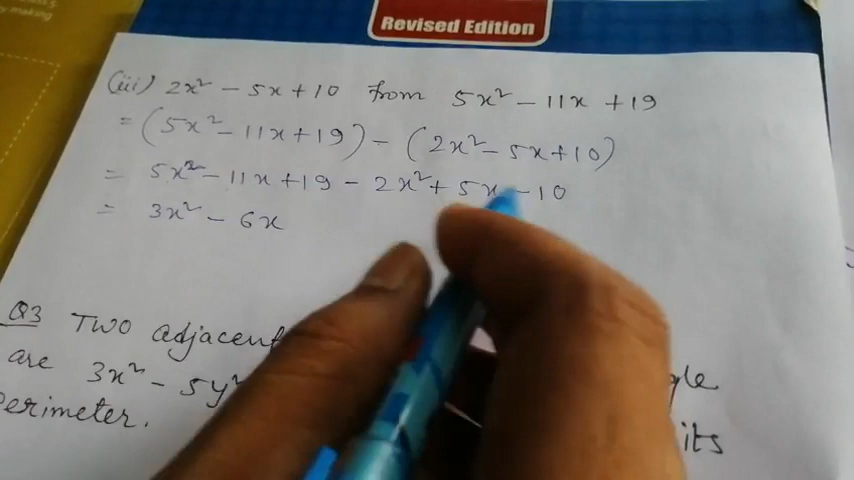 Revised Edition
making
(iii) 2x² - 5x + 10 from 5x² - 11x + 19
= (5x² - 11x + 19) - (2x² - 5x + 10)
= 5x² - 11x + 19 - 2x² + 5x - 10
= 3x² - 6x
Q3 Two adjacent
are 3x² - 5y²
perimeter. its